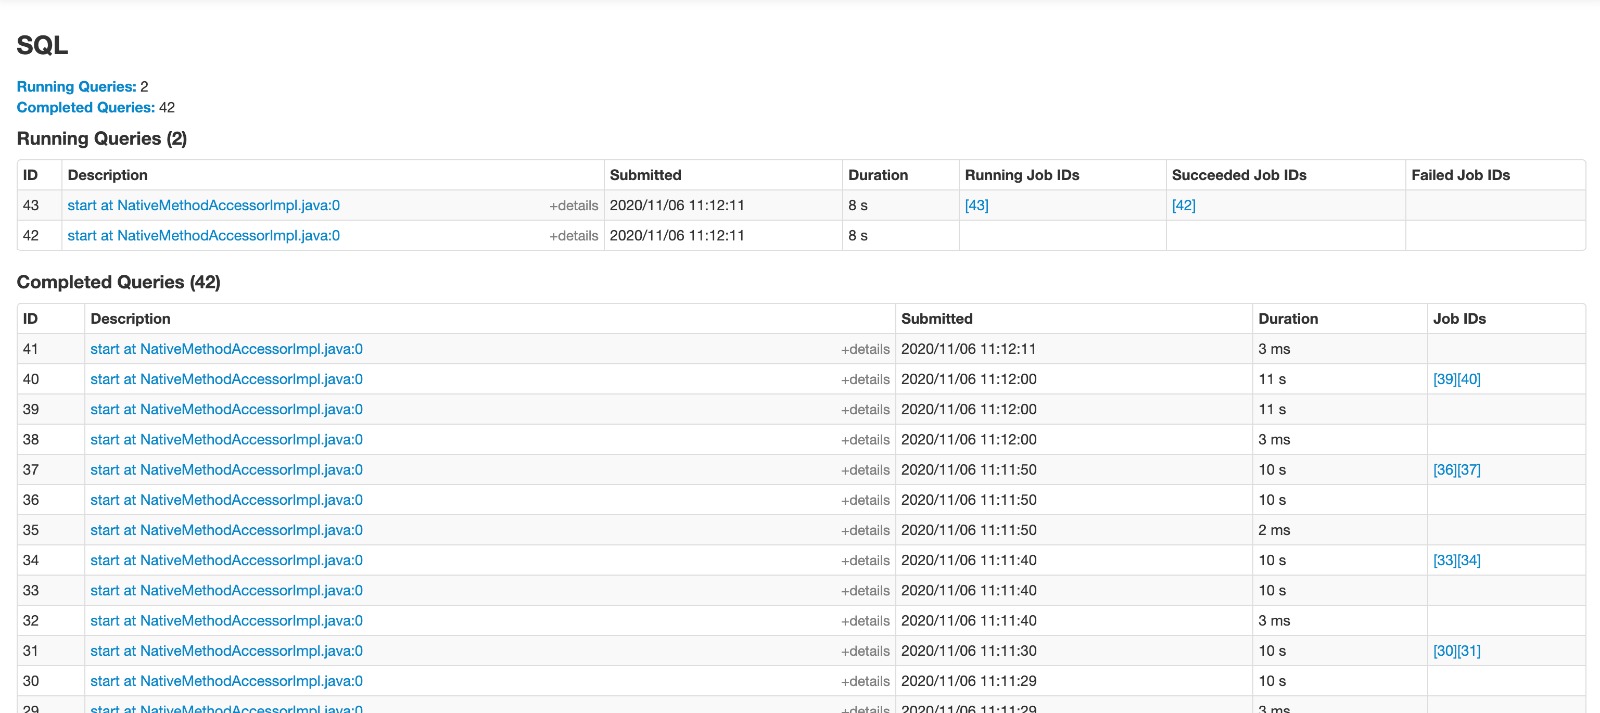 SQL
Running Queries: 2
Completed Queries: 42
Running Queries (2)
ID Description Submitted Duration Running Job IDs Succeeded Job IDs Failed Job IDs
43 start at NativeMethodAccessorImpl.java:0 +details 2020/11/06 11:12:11 8 s [43] [42]
42 start at NativeMethodAccessorImpl.java:0 +details 2020/11/06 11:12:11 8 s
Completed Queries (42)
ID Description Submitted Duration Job IDs
41 start at NativeMethodAccessorImpl.java:0 +details 2020/11/06 11:12:11 3 ms
40 start at NativeMethodAccessorImpl.java:0 +details 2020/11/06 11:12:00 11 s [39][40]
39 start at NativeMethodAccessorImpl.java:0 +details 2020/11/06 11:12:00 11 s
38 start at NativeMethodAccessorImpl.java:0 +details 2020/11/06 11:12:00 3 ms
37 start at NativeMethodAccessorImpl.java:0 +details 2020/11/06 11:11:50 10 s [36][37]
36 start at NativeMethodAccessorImpl.java:0 +details 2020/11/06 11:11:50 10 s
35 start at NativeMethodAccessorImpl.java:0 +details 2020/11/06 11:11:50 2 ms
34 start at NativeMethodAccessorImpl.java:0 +details 2020/11/06 11:11:40 10 s [33][34]
33 start at NativeMethodAccessorImpl.java:0 +details 2020/11/06 11:11:40 10 s
32 start at NativeMethodAccessorImpl.java:0 +details 2020/11/06 11:11:40 3 ms
31 start at NativeMethodAccessorImpl.java:0 +details 2020/11/06 11:11:30 10 s [30][31]
30 start at NativeMethodAccessorImpl.java:0 +details 2020/11/06 11:11:29 10 s
29 start at NativeMethodAccessorImpl.java:0 +details 2020/11/06 11:11:29 3 ms